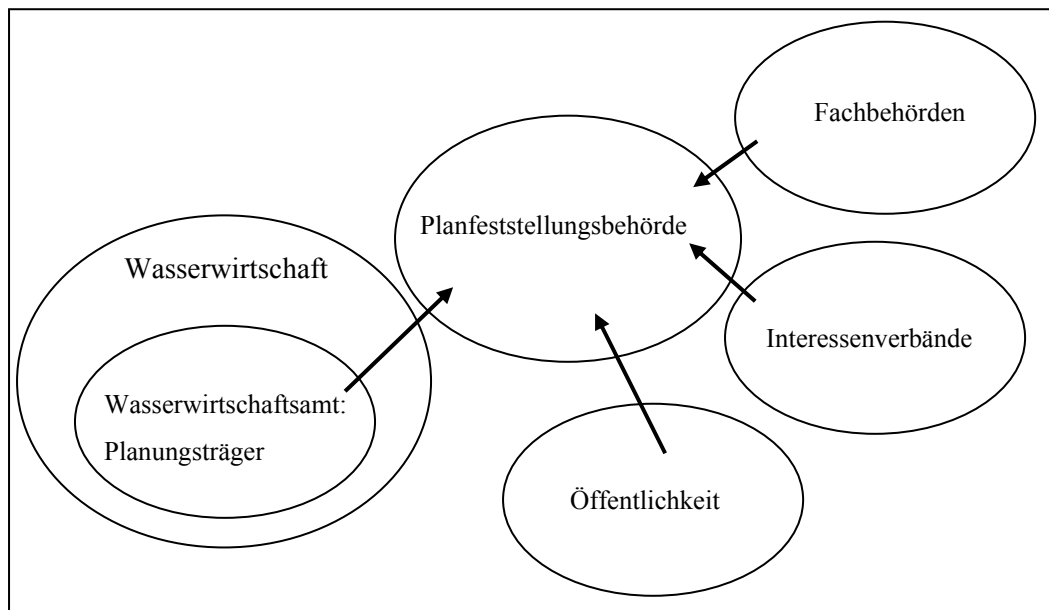 Fachbehörden
Planfeststellungsbehörde
Wasserwirtschaft
Interessenverbände
Wasserwirtschaftsamt:
Planungsträger
Öffentlichkeit